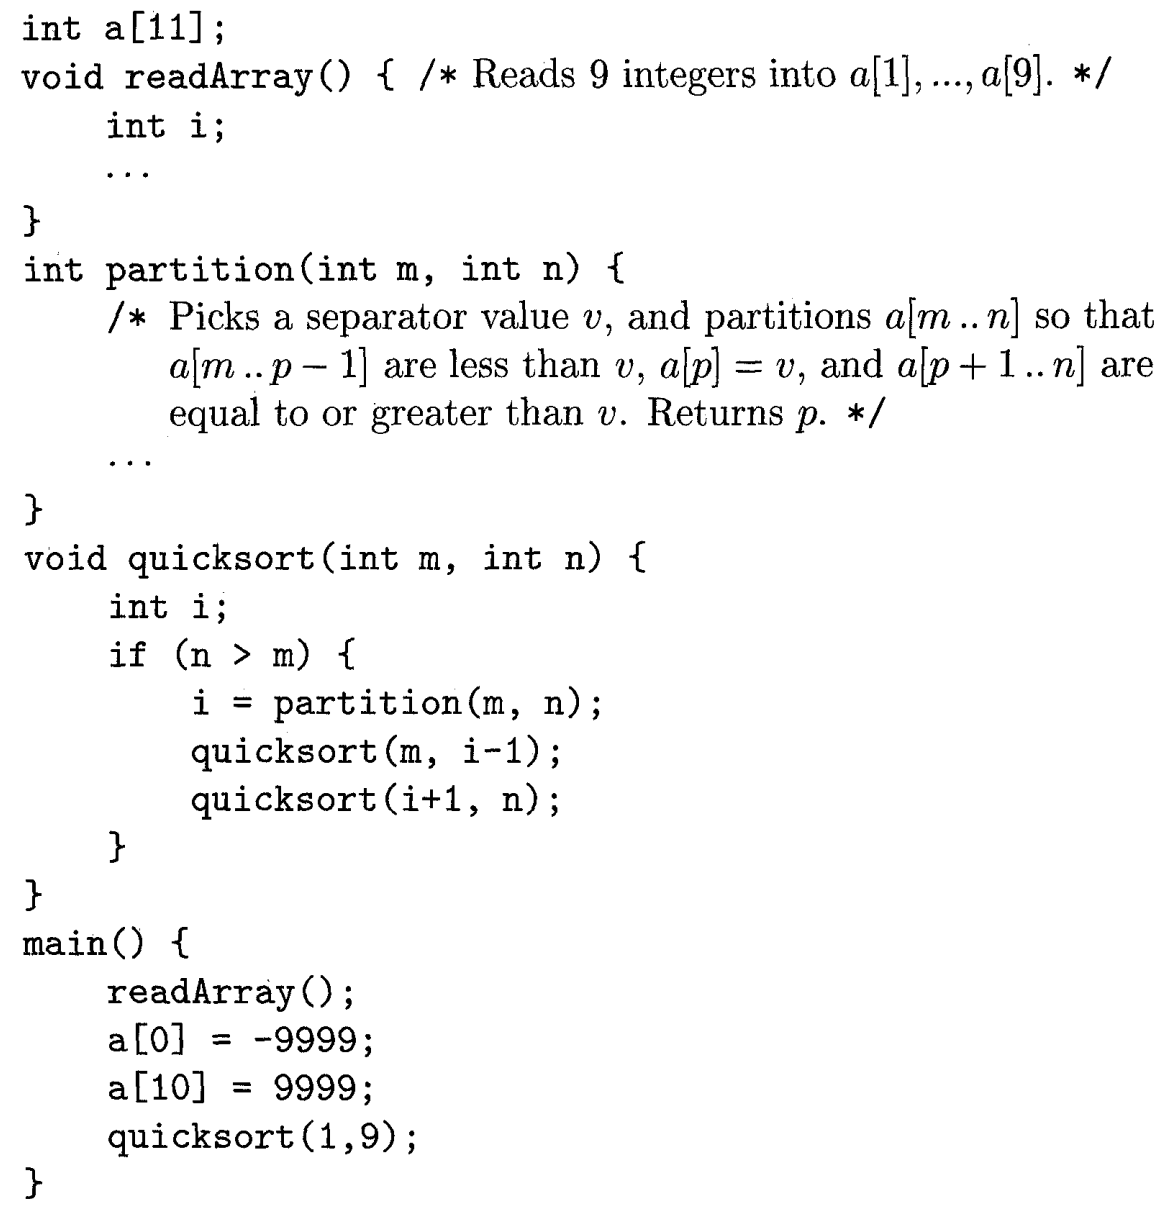 int a[11];
void readArray() { /* Reads 9 integers into a[1], ..., a[9]. */
    int i;
    ...
}
int partition(int m, int n) {
    /* Picks a separator value v, and partitions a[m .. n] so that
       a[m .. p − 1] are less than v, a[p] = v, and a[p + 1 .. n] are
       equal to or greater than v. Returns p. */
    ...
}
void quicksort(int m, int n) {
    int i;
    if (n > m) {
        i = partition(m, n);
        quicksort(m, i-1);
        quicksort(i+1, n);
    }
}
main() {
    readArray();
    a[0] = -9999;
    a[10] = 9999;
    quicksort(1,9);
}